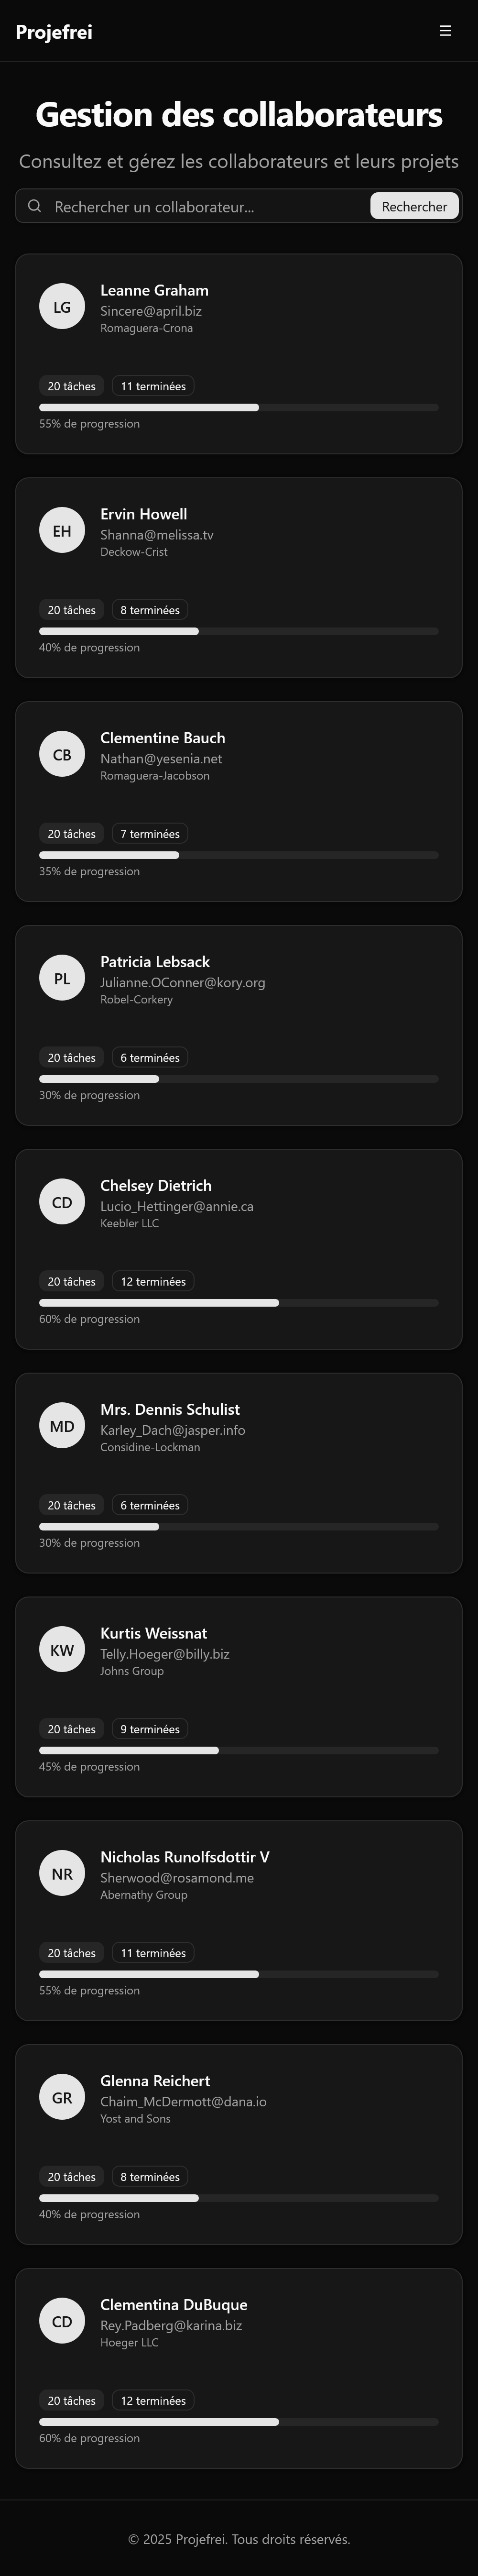 Projefrei
Gestion des collaborateurs
Consultez et gérez les collaborateurs et leurs projets
Rechercher un collaborateur...
Rechercher
LG
Leanne Graham
Sincere@april.biz
Romaguera-Crona
20 tâches 11 terminées
55% de progression
EH
Ervin Howell
Shanna@melissa.tv
Deckow-Crist
20 tâches 8 terminées
40% de progression
CB
Clementine Bauch
Nathan@yesenia.net
Romaguera-Jacobson
20 tâches 7 terminées
35% de progression
PL
Patricia Lebsack
Julianne.OConner@kory.org
Robel-Corkery
20 tâches 6 terminées
30% de progression
CD
Chelsey Dietrich
Lucio_Hettinger@annie.ca
Keebler LLC
20 tâches 12 terminées
60% de progression
MD
Mrs. Dennis Schulist
Karley_Dach@jasper.info
Considine-Lockman
20 tâches 6 terminées
30% de progression
KW
Kurtis Weissnat
Telly.Hoeger@billy.biz
Johns Group
20 tâches 9 terminées
45% de progression
NR
Nicholas Runolfsdottir V
Sherwood@rosamond.me
Abernathy Group
20 tâches 11 terminées
55% de progression
GR
Glenna Reichert
Chaim_McDermott@dana.io
Yost and Sons
20 tâches 8 terminées
40% de progression
CD
Clementina DuBuque
Rey.Padberg@karina.biz
Hoeger LLC
20 tâches 12 terminées
60% de progression
© 2025 Projefrei. Tous droits réservés.